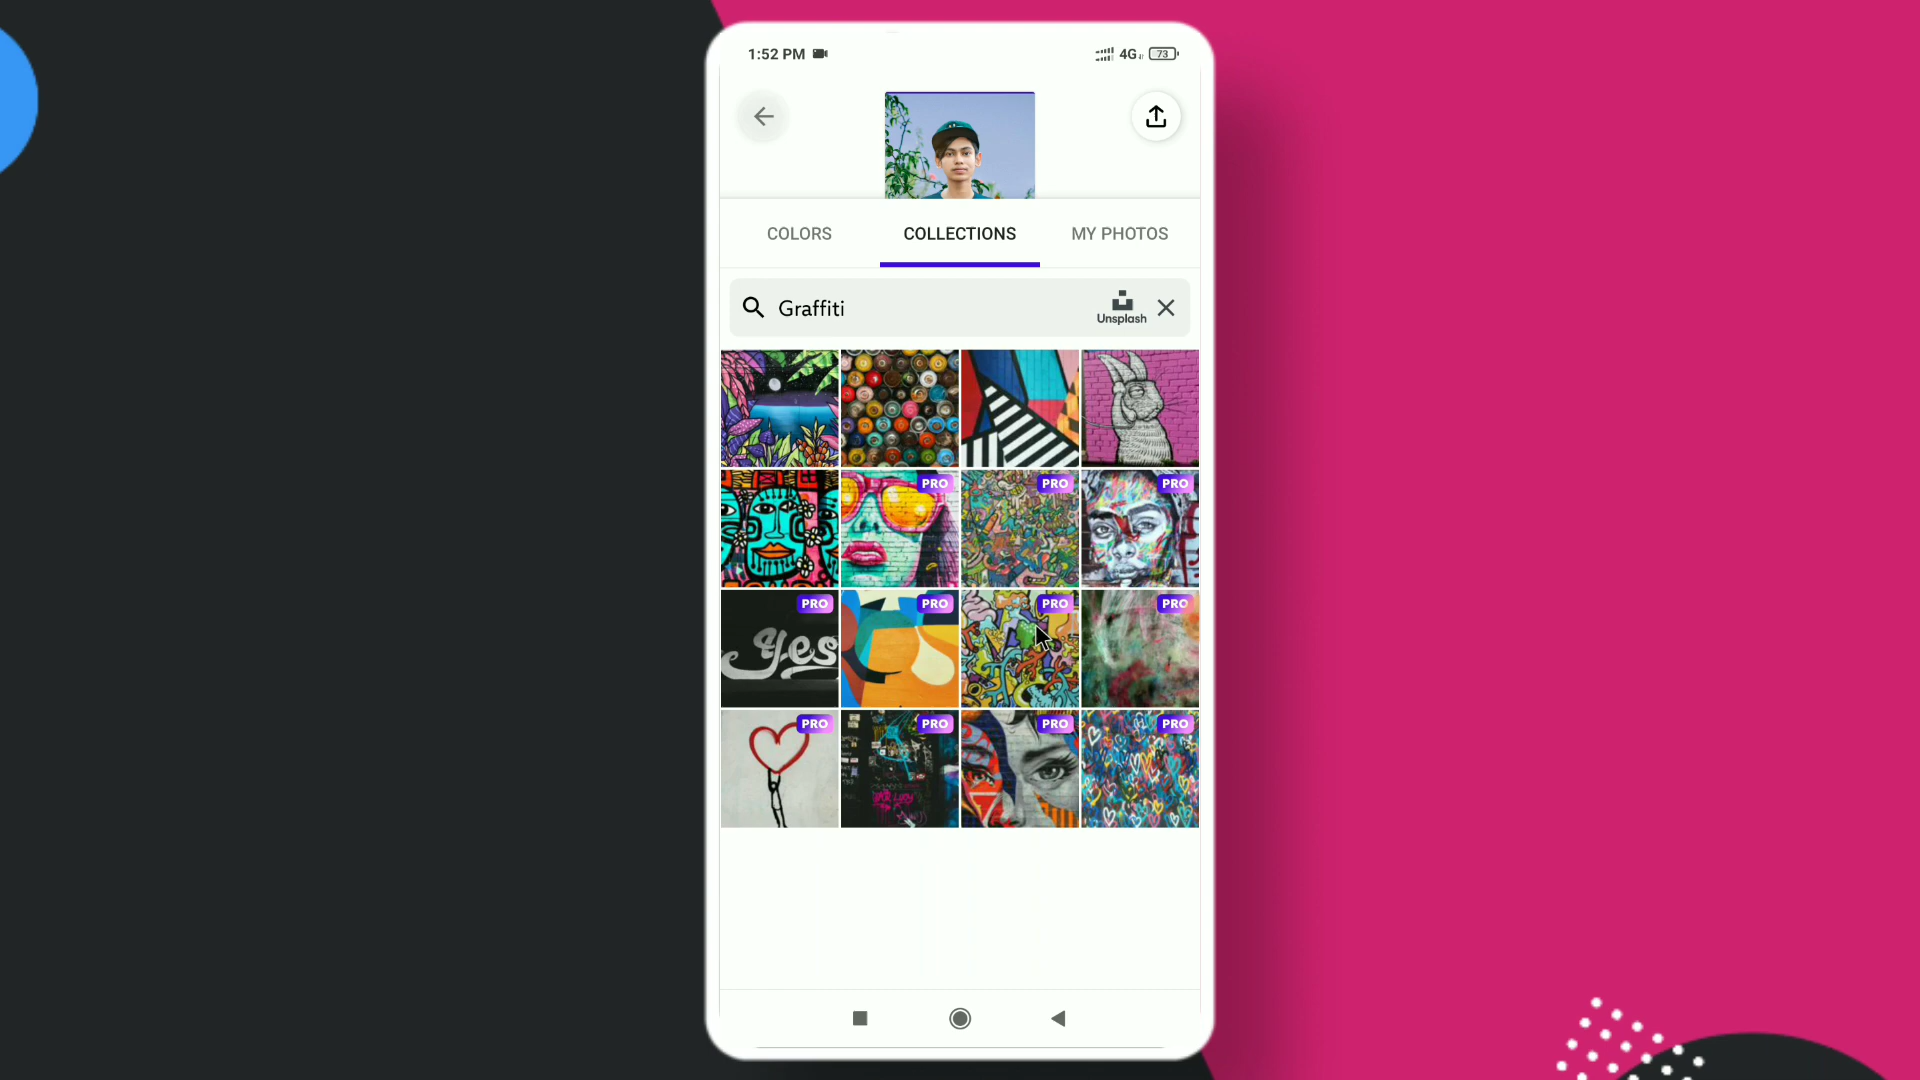 1:52 PM 4G 73
COLORS COLLECTIONS MY PHOTOS
Graffiti Unsplash
PRO PRO PRO
PRO PRO PRO PRO
yes
PRO PRO PRO PRO